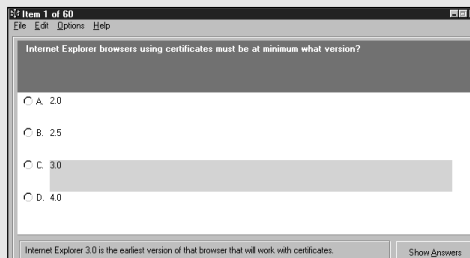 Item 1 of 60
File Edit Options Help
Internet Explorer browsers using certificates must be at minimum what version?
A. 2.0
B. 2.5
C. 3.0
D. 4.0
Internet Explorer 3.0 is the earliest version of that browser that will work with certificates.
Show Answers